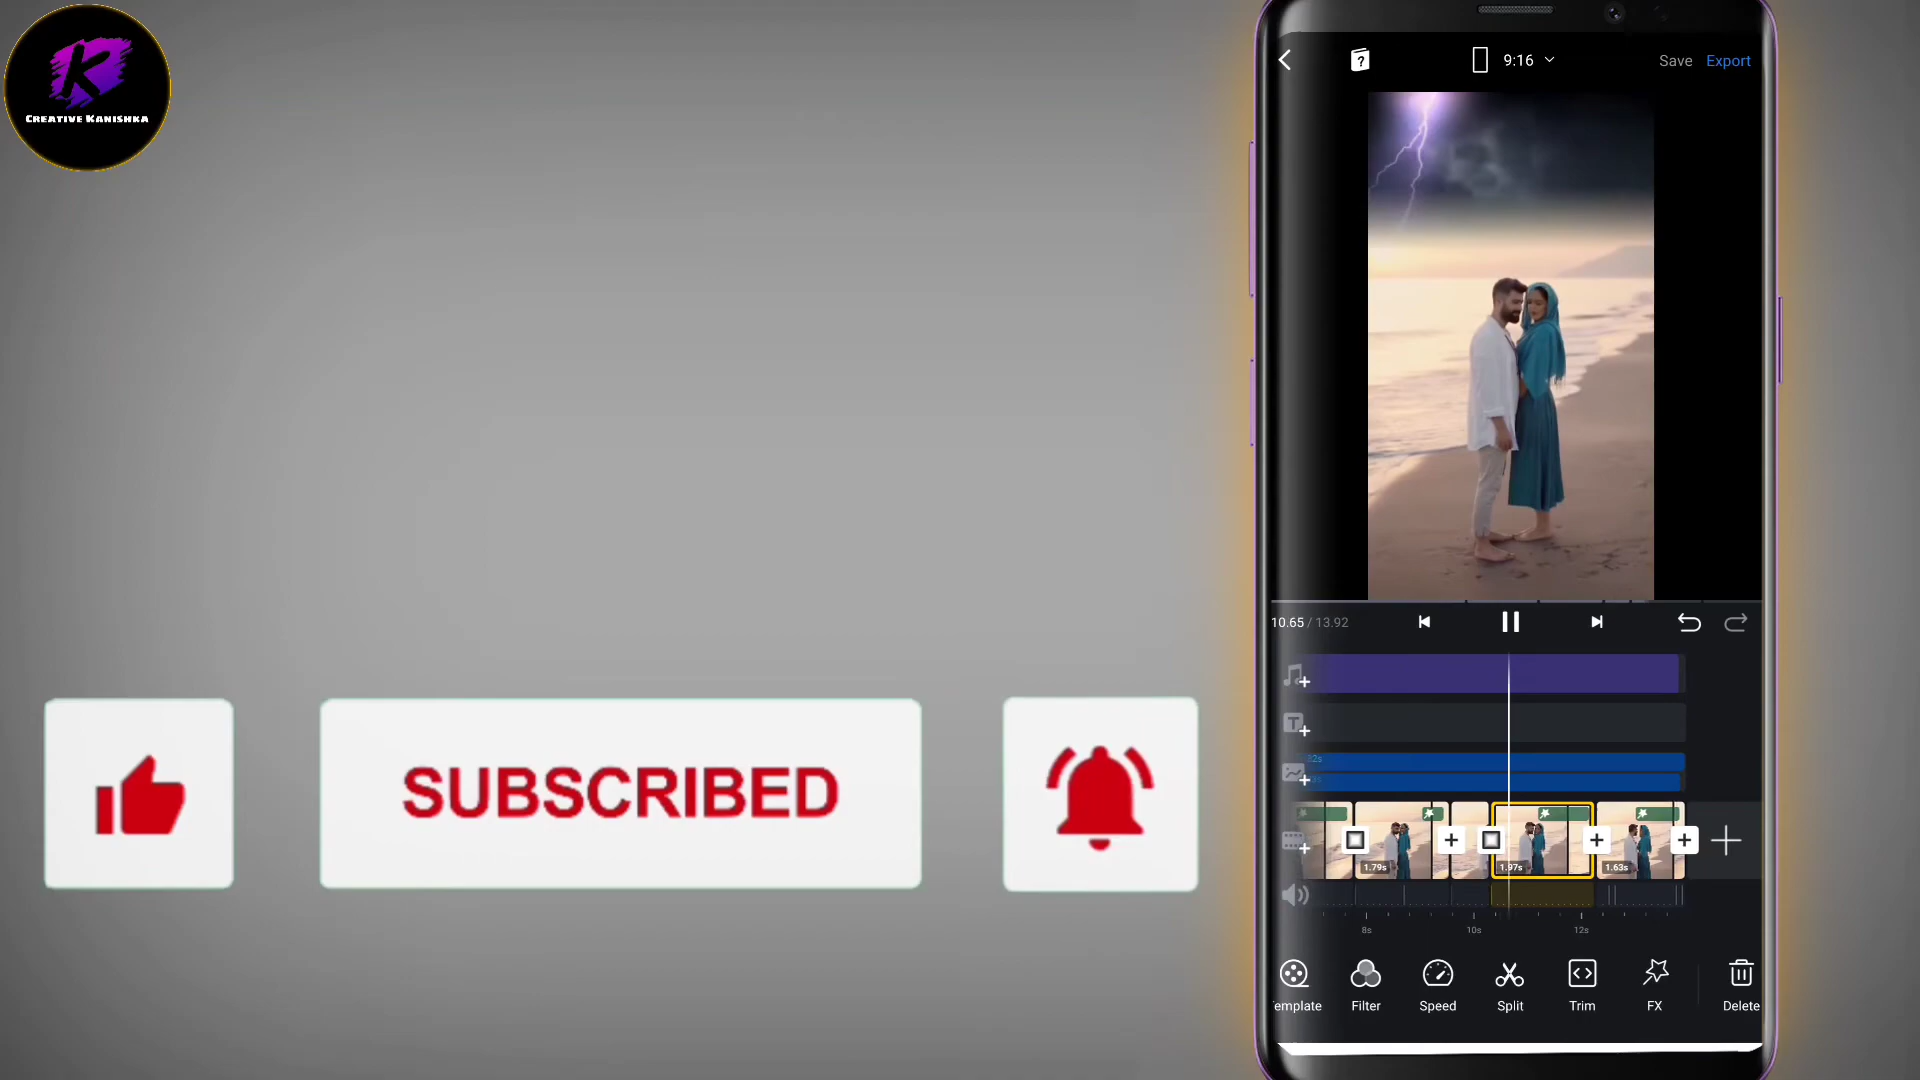 K
CREATIVE KANISHKA
9:16
Save
Export
10.65 / 13.92
T
1.79s
1.97s
1.63s
8s
10s
12s
SUBSCRIBED
emplate
Filter
Speed
Split
Trim
FX
Delete